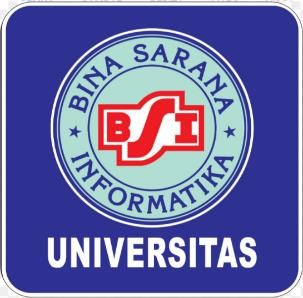 BINA SARANA
BSI
INFORMATIKA
UNIVERSITAS